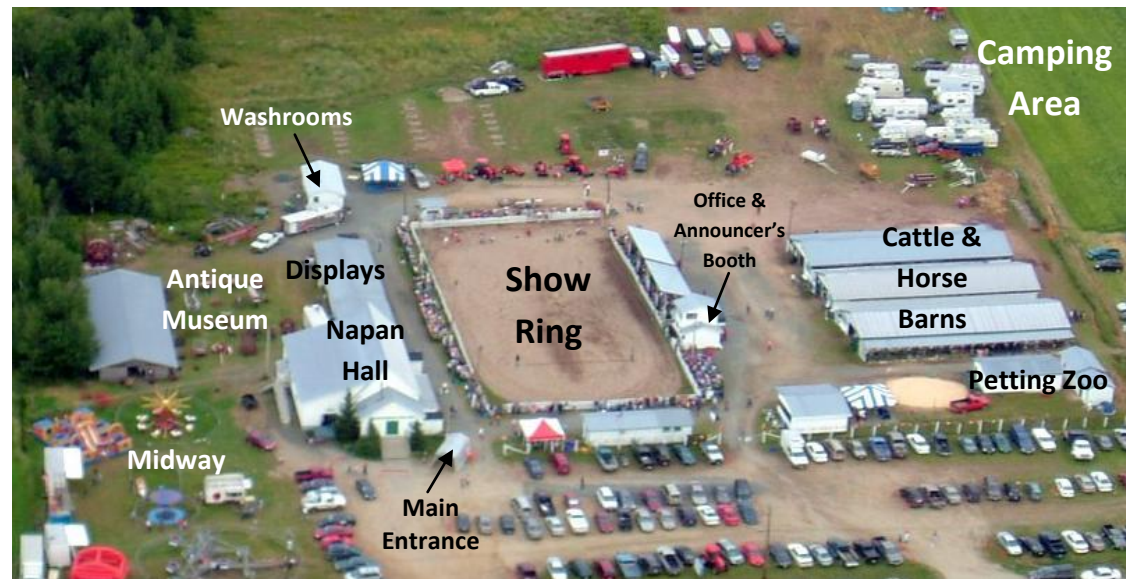 Camping
Area
Washrooms
Office &
Announcer's
Booth
Cattle &
Horse
Barns
Antique
Museum
Displays
Show
Ring
Napan
Hall
Petting Zoo
Midway
Main
Entrance